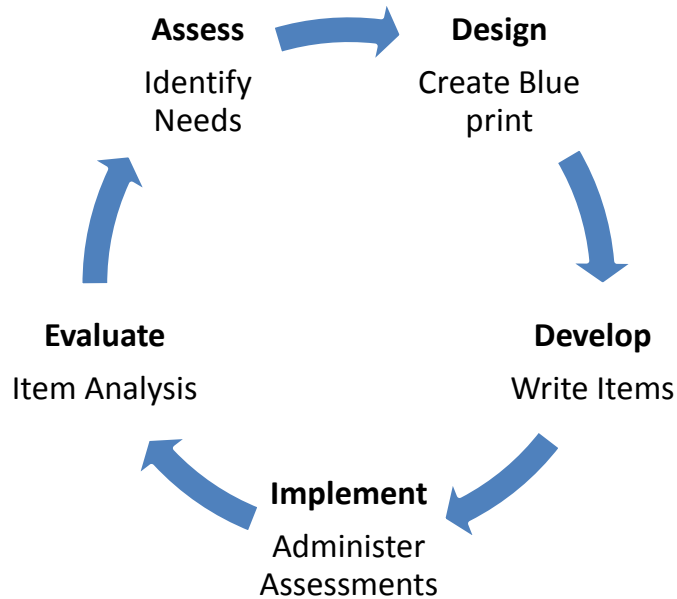 Assess
Identify
Needs
Design
Create Blue
print
Develop
Write Items
Implement
Administer
Assessments
Evaluate
Item Analysis